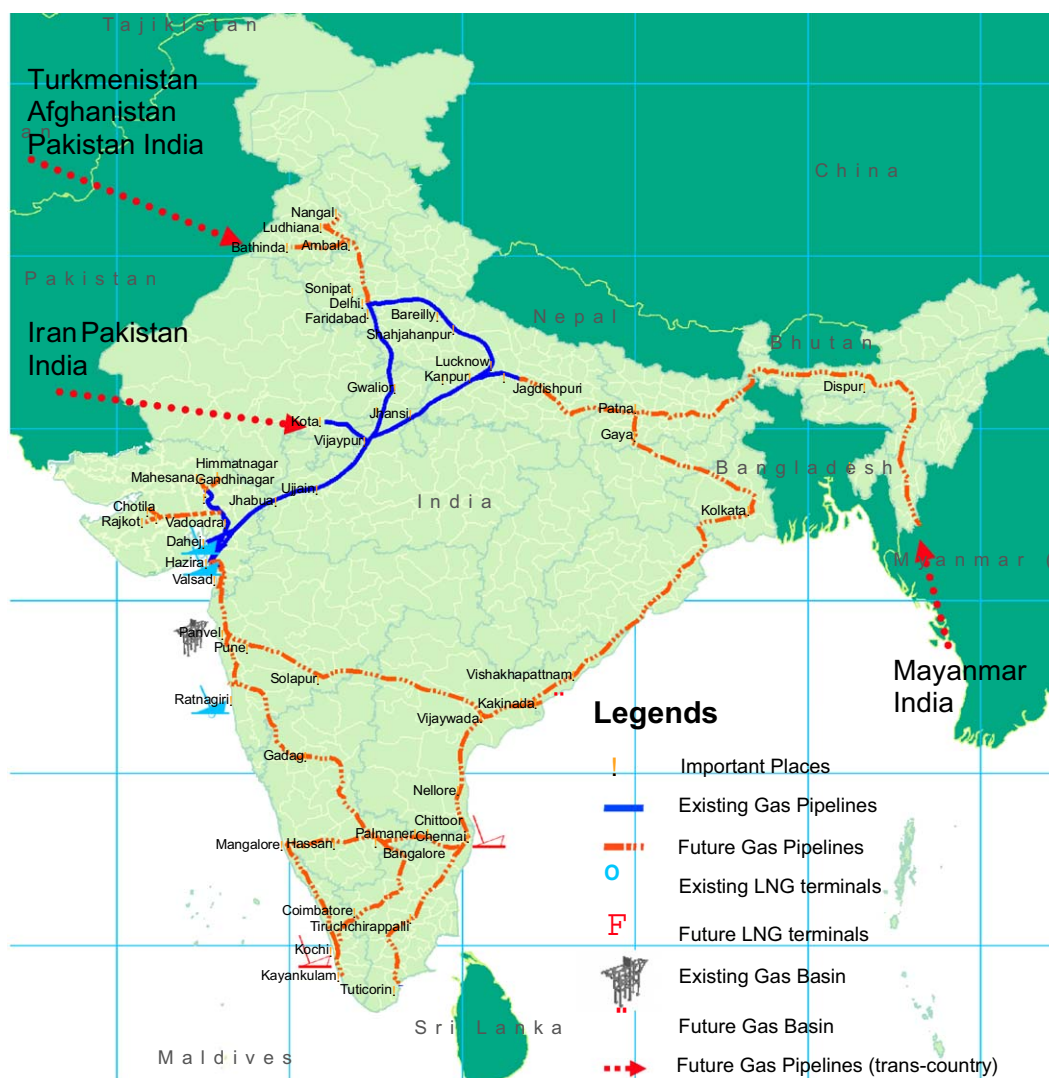 Tajikistan
Turkmenistan
Afghanistan
an
Pakistan India
China
Nangal
Ludhiana
Bathinda
Ambala
Pakistan
Sonipat
Delhi
Faridabad
Bareilly
Shahjahanpur
Nepal
Bhutan
Iran Pakistan
India
Lucknow
Kanpur
Gwalior
Jagdishpuri
Dispur
Jhansi
Patna
Kota
Vijaypur
Gaya
Himmatnagar
Mahesana
Gandhinagar
Bangladesh
Ujjain
Jhabua
India
Chotila
Rajkot
Vadoadra
Kolkata
Dahej
Hazira
Valsad
Myanmar (
Panvel
Pune
Solapur
Vishakhapattnam
Mayanmar
India
Ratnagiri
Kakinada
Vijaywada
Legends
Gadag
! Important Places
Nellore
Existing Gas Pipelines
Chittoor
Palmaner
Chennai
Mangalore
Hassan
Bangalore
Future Gas Pipelines
o Existing LNG terminals
Coimbatore
Tiruchchirappalli
F Future LNG terminals
Kochi
Kayankulam
Tuticorin
Existing Gas Basin
Sri Lanka
Future Gas Basin
Maldives
Future Gas Pipelines (trans-country)